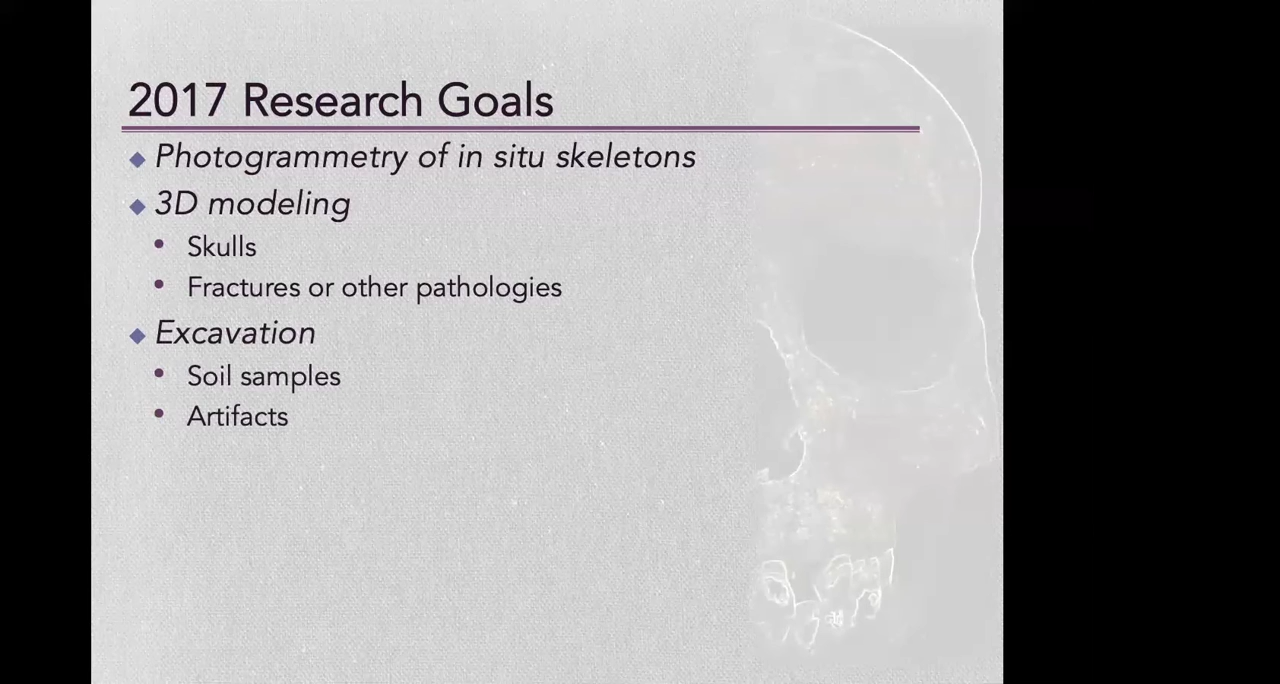 2017 Research Goals
Photogrammetry of in situ skeletons
3D modeling
Skulls
Fractures or other pathologies
Excavation
Soil samples
Artifacts